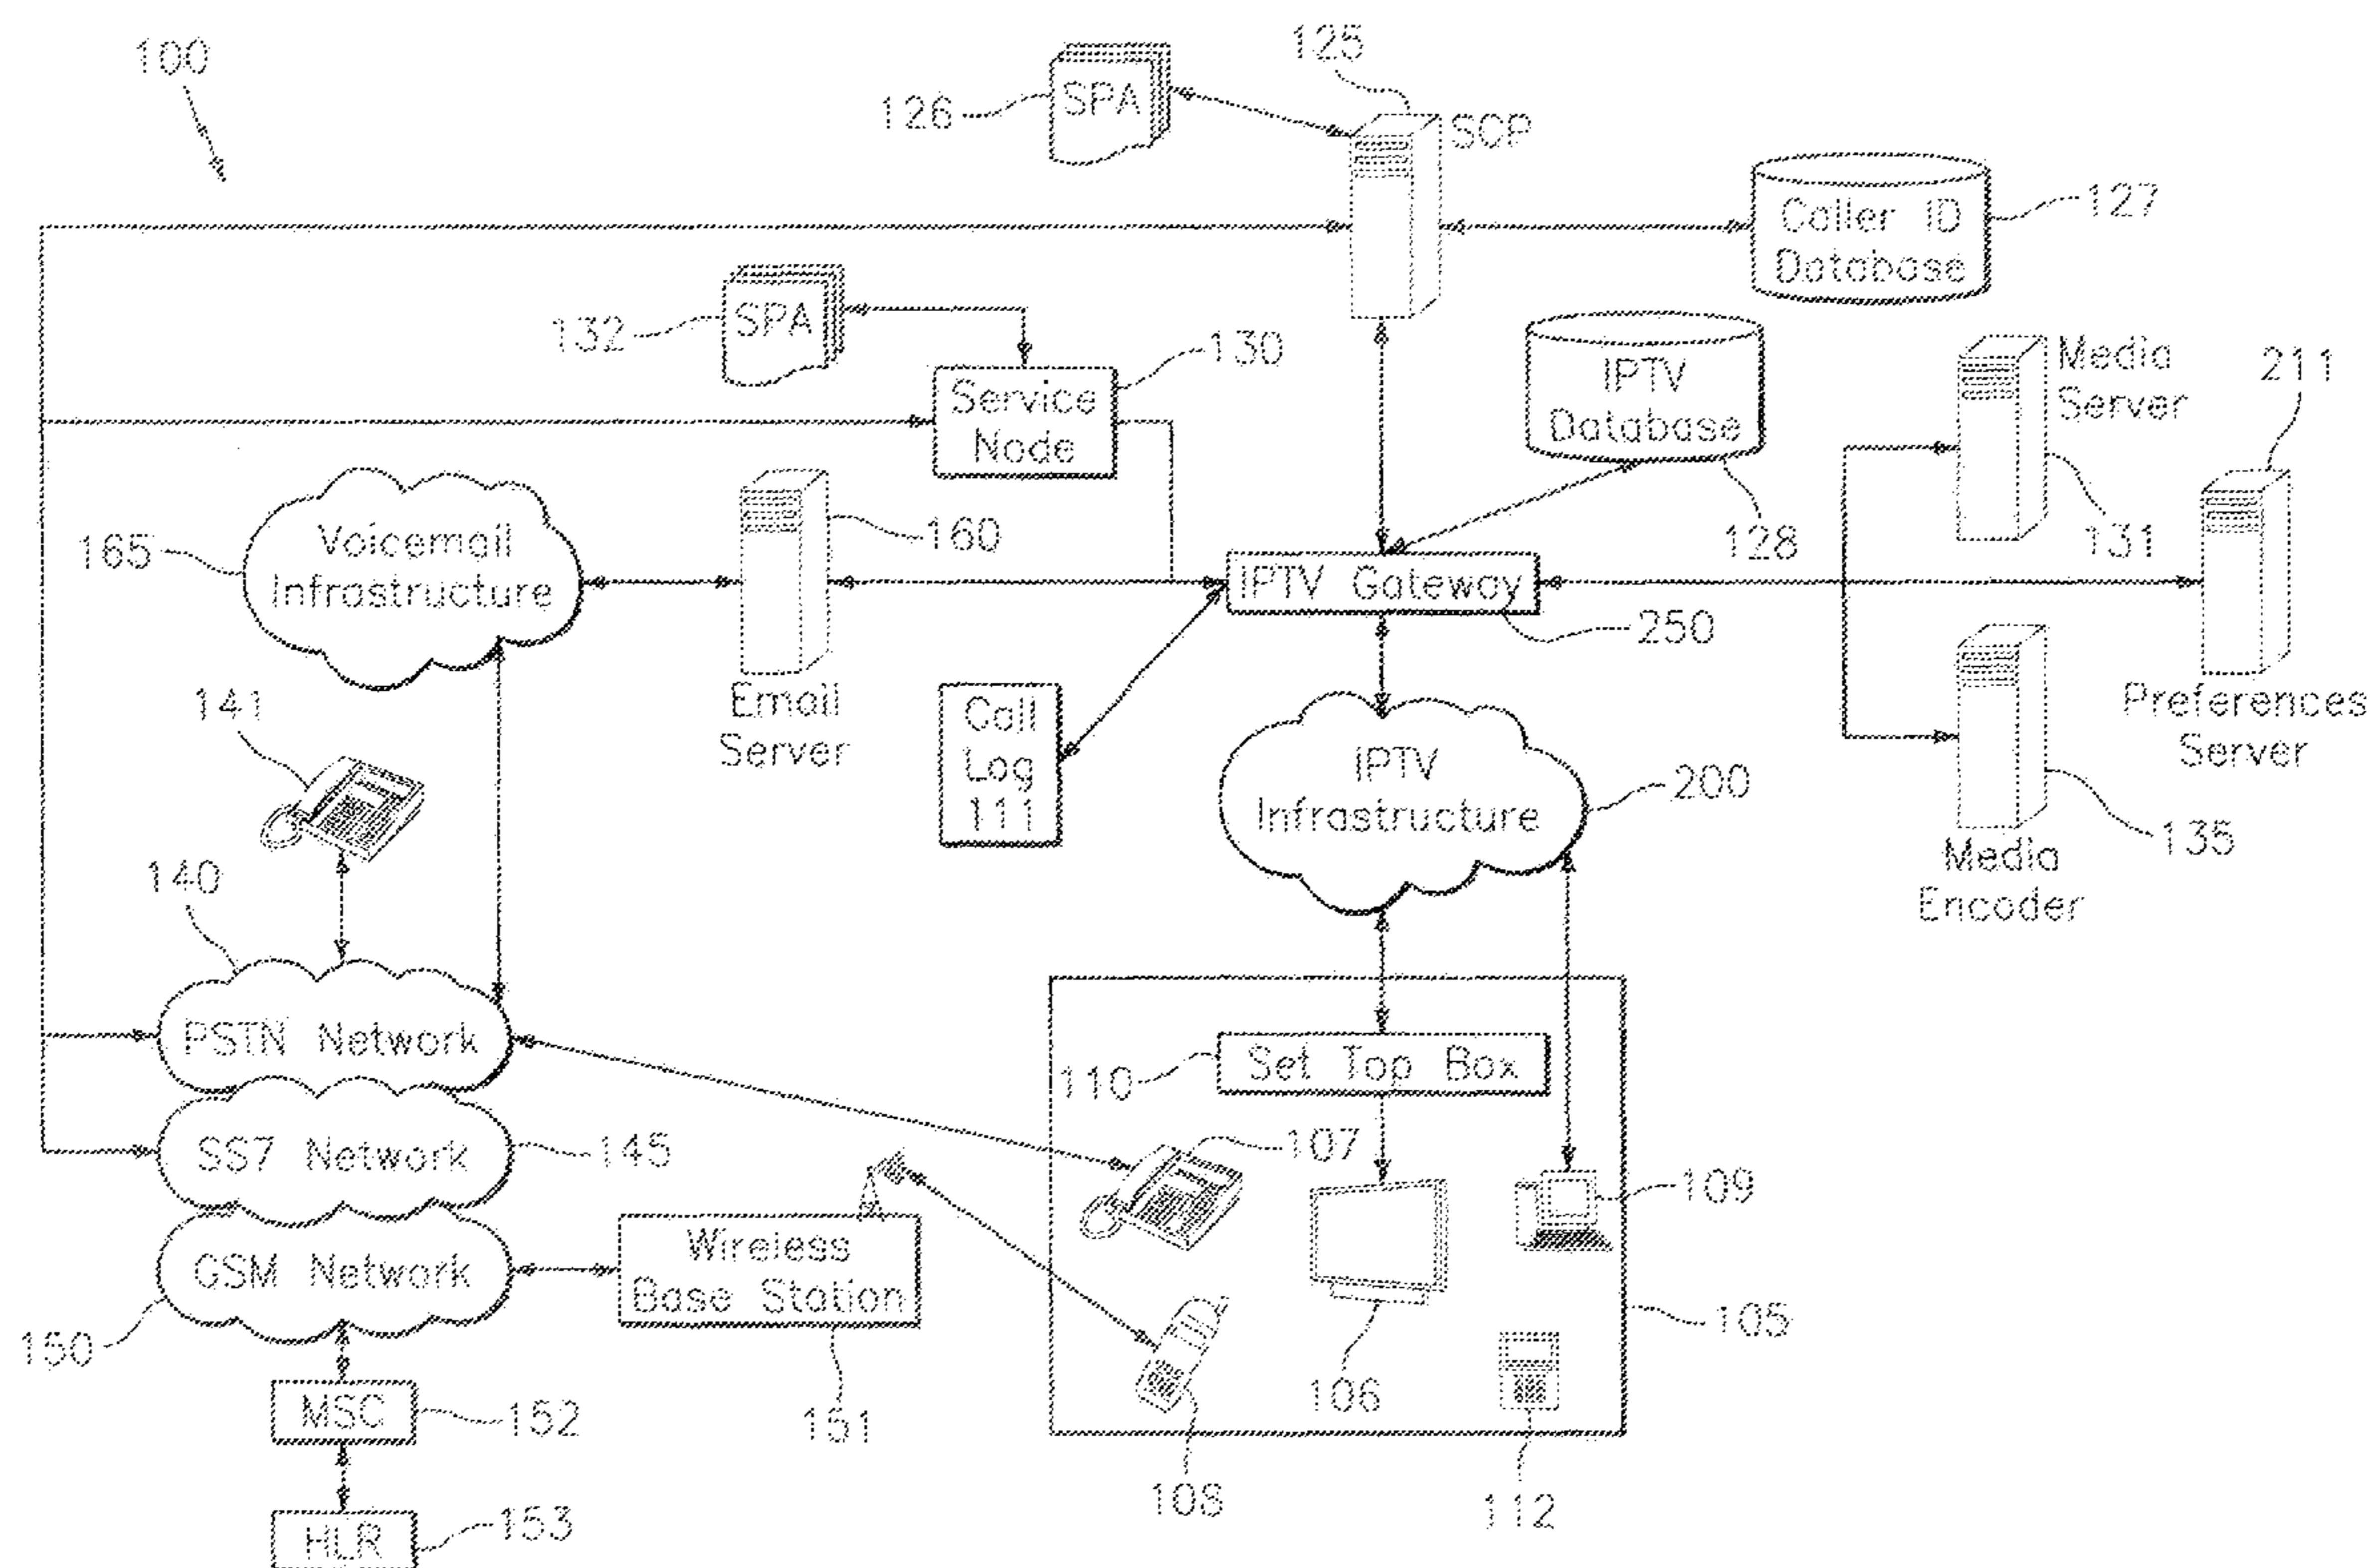 100
125
SPA
126
SCP
Caller ID
Database
127
SPA
132
130
Service
Node
IPTV
Database
128
Media
Server
131
211
Voicemail
Infrastructure
165
160
Email
Server
IPTV Gateway
250
Preferences
Server
141
Call
Log
111
IPTV
Infrastructure
200
135
Media
Encoder
140
PSTN Network
110
Set Top Box
SS7 Network
145
107
109
GSM Network
150
Wireless
Base Station
151
105
106
MSC
152
108
112
HLR
153